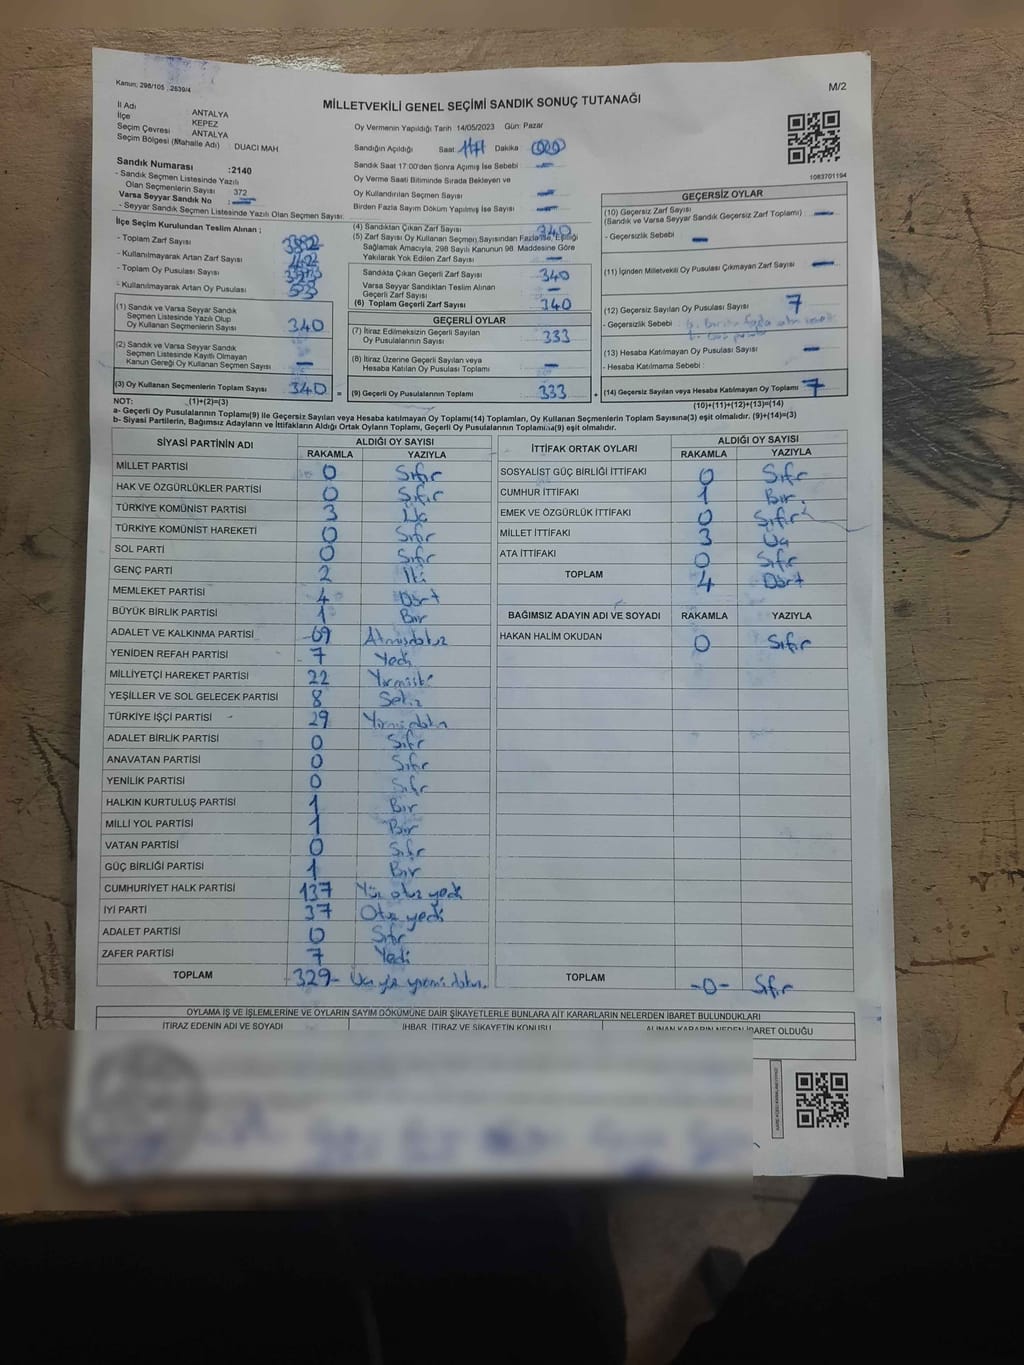 Kanun: 298/105 , 2839/4
M/2
MİLLETVEKİLİ GENEL SEÇİMİ SANDIK SONUÇ TUTANAĞI
İl Adı ANTALYA
İlçe KEPEZ
Seçim Çevresi ANTALYA
Seçim Bölgesi (Mahalle Adı) : DUACI MAH
Oy Vermenin Yapıldığı Tarih 14/05/2023 Gün: Pazar
Sandığın Açıldığı Saat: Dakika
Sandık Saat 17:00'den Sonra Açımış İse Sebebi : —
Oy Verme Saati Bitiminde Sırada Bekleyen ve
Oy Kullandırılan Seçmen Sayısı : —
Birden Fazla Sayım Döküm Yapılmış İse Sayısı : —
1083701194
Sandık Numarası :2140
- Sandık Seçmen Listesinde Yazılı
Olan Seçmenlerin Sayısı 372
Varsa Seyyar Sandık No : —
- Seyyar Sandık Seçmen Listesinde Yazılı Olan Seçmen Sayısı:
İlçe Seçim Kurulundan Teslim Alınan ;
- Toplam Zarf Sayısı :
- Kullanılmayarak Artan Zarf Sayısı :
- Toplam Oy Pusulası Sayısı :
- Kullanılmayarak Artan Oy Pusulası :
(1) Sandık ve Varsa Seyyar Sandık
Seçmen Listesinde Yazılı Olup
Oy Kullanan Seçmenlerin Sayısı : 340
(2) Sandık ve Varsa Seyyar Sandık
Seçmen Listesinde Kayıtlı Olmayan
Kanun Gereği Oy Kullanan Seçmen Sayısı : —
(3) Oy Kullanan Seçmenlerin Toplam Sayısı : 340 =
(4) Sandıktan Çıkan Zarf Sayısı : 340
(5) Zarf Sayısı Oy Kullanan Seçmen Sayısından Fazla İse, Eşitliği
Sağlamak Amacıyla, 298 Sayılı Kanunun 98. Maddesine Göre
Yakılarak Yok Edilen Zarf Sayısı : —
Sandıkta Çıkan Geçerli Zarf Sayısı : 340
Varsa Seyyar Sandıktan Teslim Alınan
Geçerli Zarf Sayısı : —
(6) Toplam Geçerli Zarf Sayısı : 340
GEÇERLİ OYLAR
(7) İtiraz Edilmeksizin Geçerli Sayılan
Oy Pusulalarının Sayısı : 333
(8) İtiraz Üzerine Geçerli Sayılan veya
Hesaba Katılan Oy Pusulası Toplamı : —
(9) Geçerli Oy Pusulalarının Toplamı : 333 +
GEÇERSİZ OYLAR
(10) Geçersiz Zarf Sayısı
(Sandık ve Varsa Seyyar Sandık Geçersiz Zarf Toplamı) : —
- Geçersizlik Sebebi : —
(11) İçinden Milletvekili Oy Pusulası Çıkmayan Zarf Sayısı : —
(12) Geçersiz Sayılan Oy Pusulası Sayısı : 7
- Geçersizlik Sebebi :
(13) Hesaba Katılmayan Oy Pusulası Sayısı : —
- Hesaba Katılmama Sebebi :
(14) Geçersiz Sayılan veya Hesaba Katılmayan Oy Toplamı : 7
NOT: (1)+(2)=(3)
(10)+(11)+(12)+(13)=(14)
a- Geçerli Oy Pusulalarının Toplamı(9) ile Geçersiz Sayılan veya Hesaba katılmayan Oy Toplamı(14) Toplamları, Oy Kullanan Seçmenlerin Toplam Sayısına(3) eşit olmalıdır. (9)+(14)=(3)
b- Siyasi Partilerin, Bağımsız Adayların ve İttifakların Aldığı Ortak Oyların Toplamı, Geçerli Oy Pusulalarının Toplamına(9) eşit olmalıdır.
SİYASİ PARTİNİN ADI ALDIĞI OY SAYISI
RAKAMLA YAZIYLA
MİLLET PARTİSİ 0 Sıfır
HAK VE ÖZGÜRLÜKLER PARTİSİ 0 Sıfır
TÜRKİYE KOMÜNİST PARTİSİ 3 Üç
TÜRKİYE KOMÜNİST HAREKETİ 0 Sıfır
SOL PARTİ 0 Sıfır
GENÇ PARTİ 2 İki
MEMLEKET PARTİSİ 4 Dört
BÜYÜK BİRLİK PARTİSİ 1 Bir
ADALET VE KALKINMA PARTİSİ 69 Atmışdokuz
YENİDEN REFAH PARTİSİ 7 Yedi
MİLLİYETÇİ HAREKET PARTİSİ 22 Yirmiiki
YEŞİLLER VE SOL GELECEK PARTİSİ 8 Sekiz
TÜRKİYE İŞÇİ PARTİSİ 29 Yirmidokuz
ADALET BİRLİK PARTİSİ 0 Sıfır
ANAVATAN PARTİSİ 0 Sıfır
YENİLİK PARTİSİ 0 Sıfır
HALKIN KURTULUŞ PARTİSİ 1 Bir
MİLLİ YOL PARTİSİ 1 Bir
VATAN PARTİSİ 0 Sıfır
GÜÇ BİRLİĞİ PARTİSİ 1 Bir
CUMHURİYET HALK PARTİSİ 137 Yüz otuz yedi
İYİ PARTİ 37 Otuz yedi
ADALET PARTİSİ 0 Sıfır
ZAFER PARTİSİ 7 Yedi
TOPLAM -329- Üçyüz yirmi dokuz.
İTTİFAK ORTAK OYLARI ALDIĞI OY SAYISI
RAKAMLA YAZIYLA
SOSYALİST GÜÇ BİRLİĞİ İTTİFAKI 0 Sıfır
CUMHUR İTTİFAKI 1 Bir.
EMEK VE ÖZGÜRLÜK İTTİFAKI 0 Sıfır
MİLLET İTTİFAKI 3 Üç
ATA İTTİFAKI 0 Sıfır
TOPLAM 4 Dört
BAĞIMSIZ ADAYIN ADI VE SOYADI RAKAMLA YAZIYLA
HAKAN HALİM OKUDAN 0 Sıfır
TOPLAM -0- Sıfır
OYLAMA İŞ VE İŞLEMLERİNE VE OYLARIN SAYIM DÖKÜMÜNE DAİR ŞİKAYETLERLE BUNLARA AİT KARARLARIN NELERDEN İBARET BULUNDUKLARI
İTİRAZ EDENİN ADI VE SOYADI İHBAR, İTİRAZ VE ŞİKAYETİN KONUSU ALINAN KARARIN NEDEN İBARET OLDUĞU